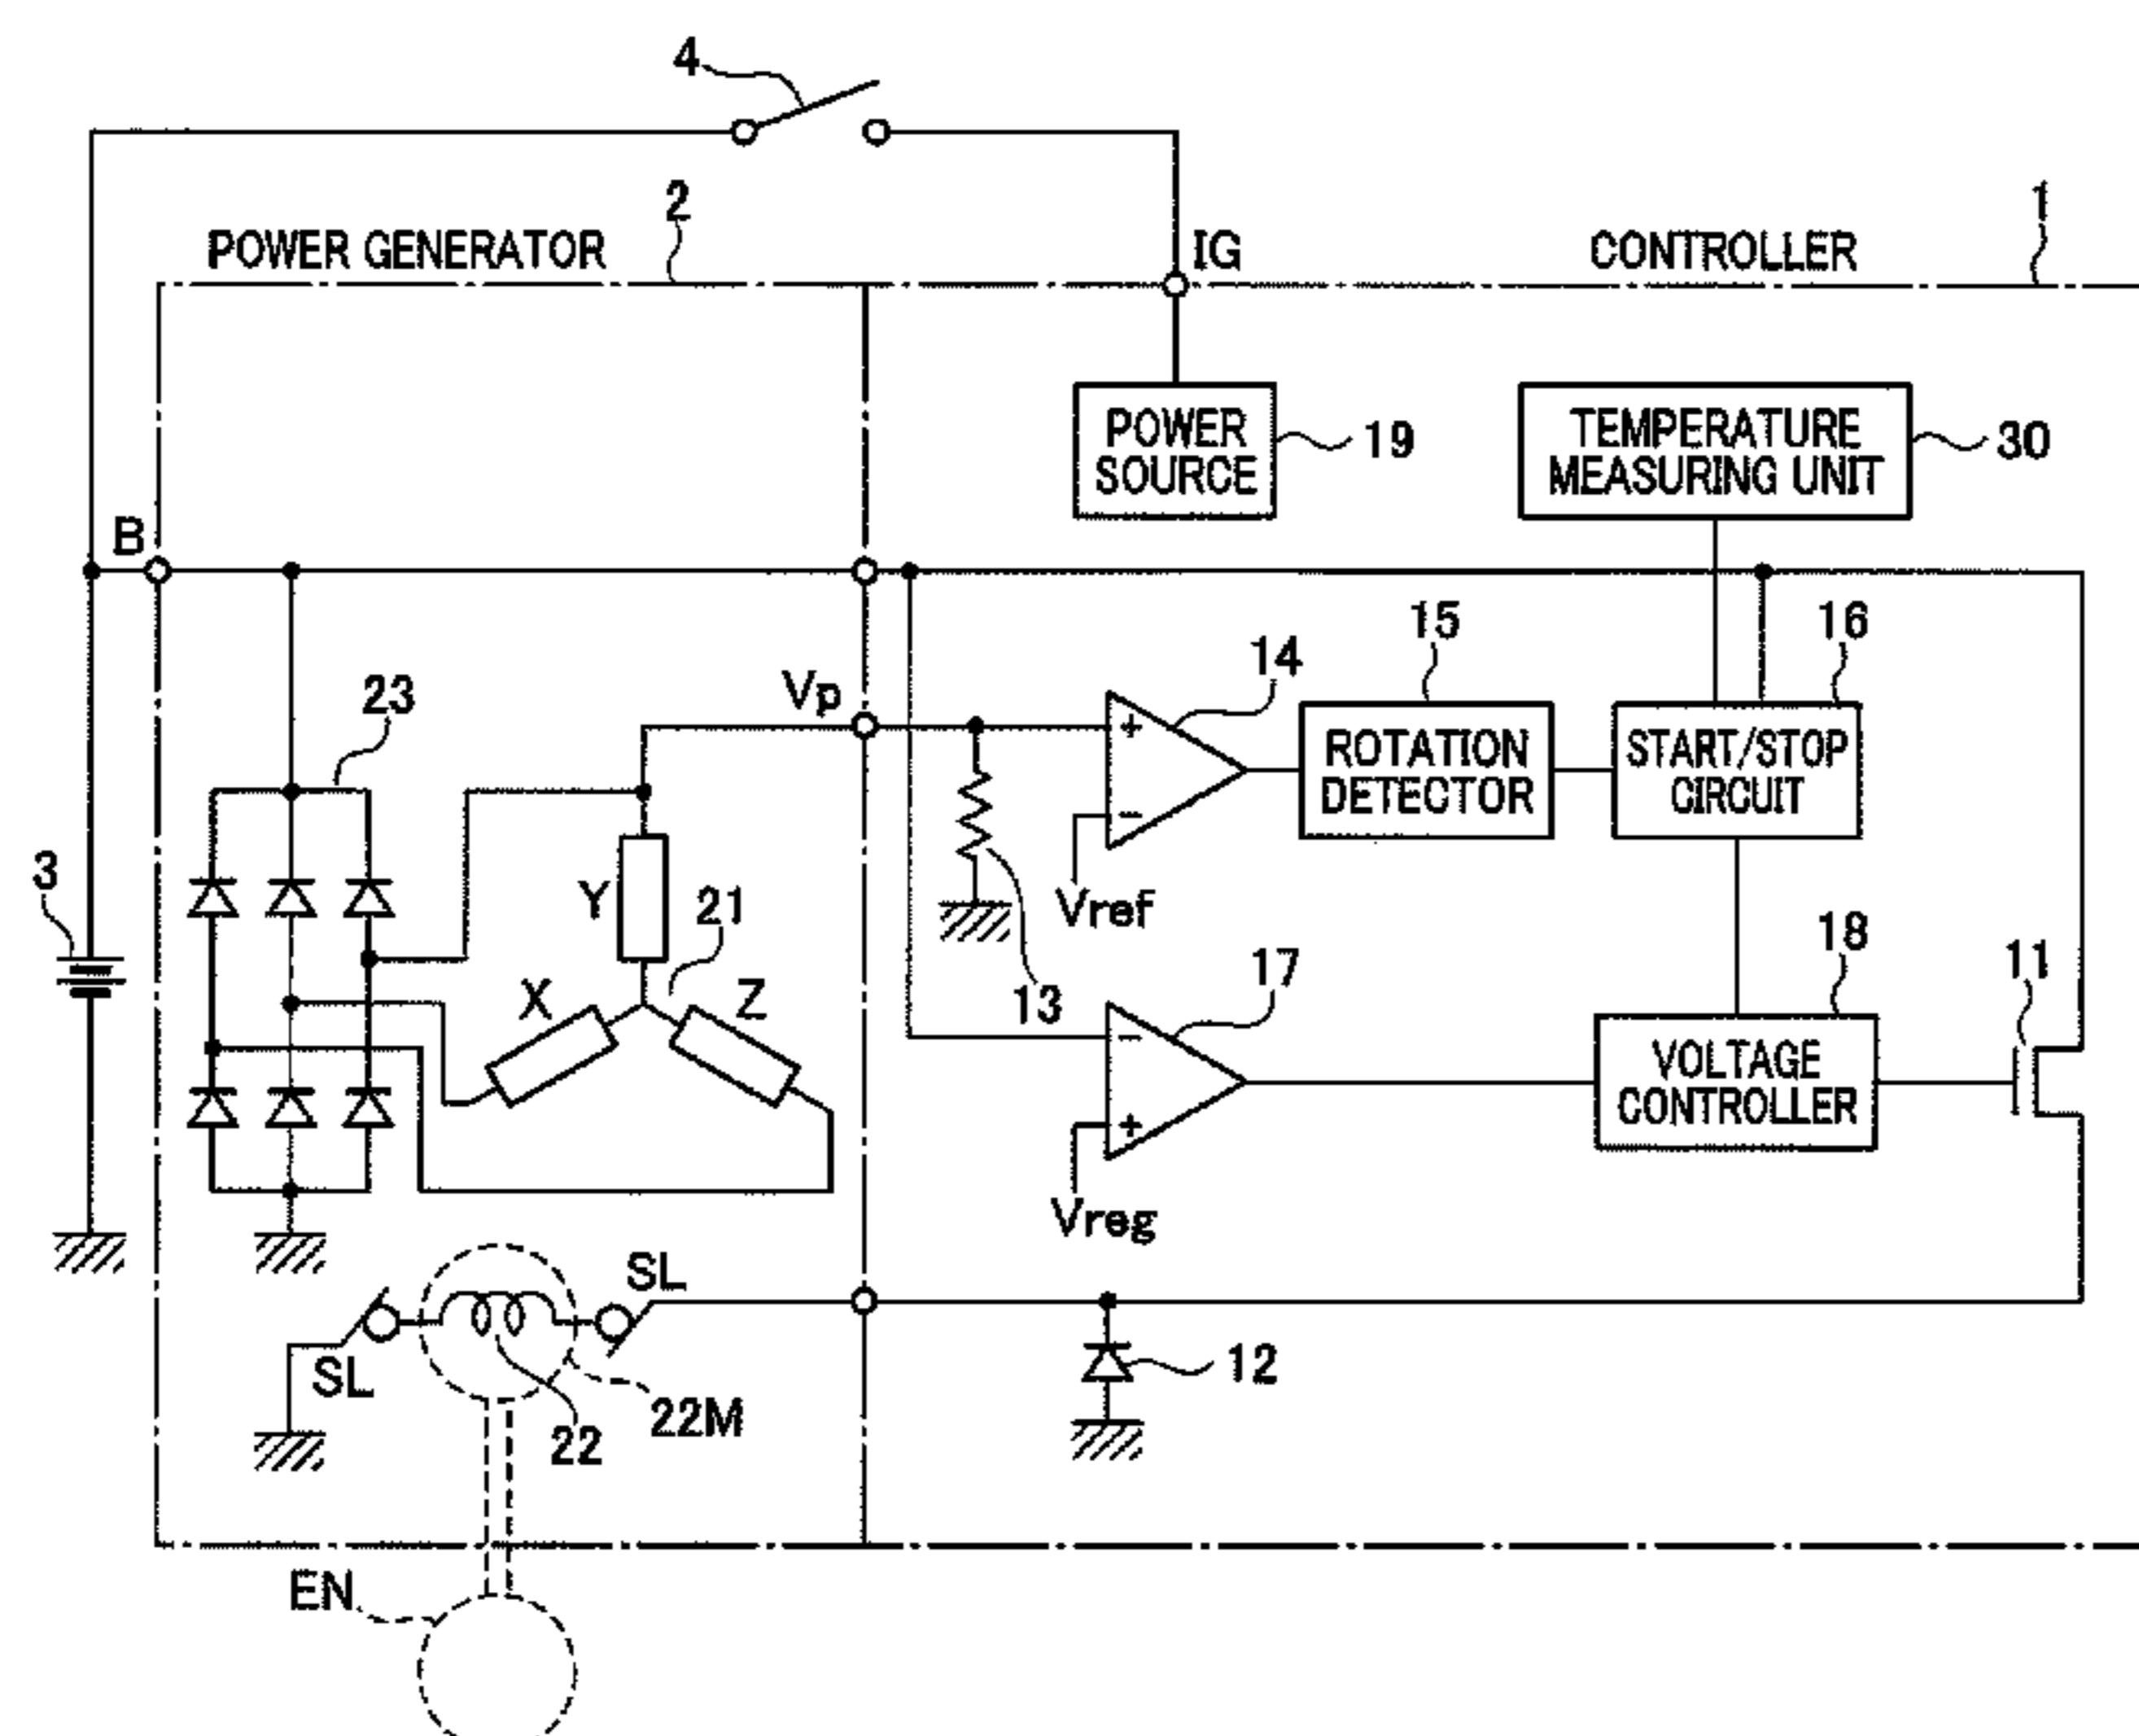 4
2
1
POWER GENERATOR
IG
CONTROLLER
POWER
SOURCE
19
TEMPERATURE
MEASURING UNIT
30
B
15
16
14
23
Vp
+
ROTATION
DETECTOR
START/STOP
CIRCUIT
−
3
Y
21
Vref
18
11
17
X
Z
13
−
VOLTAGE
CONTROLLER
+
Vreg
SL
SL
12
22M
22
EN